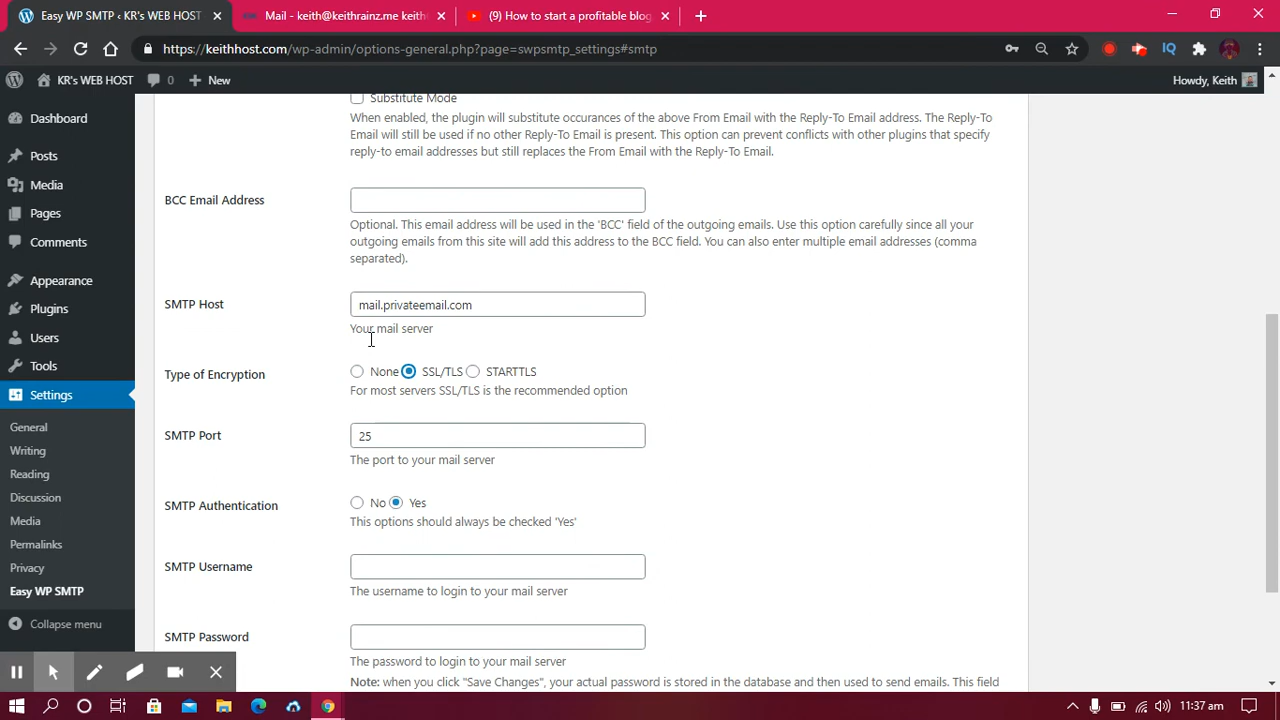 Easy WP SMTP ‹ KR's WEB HOST
Mail - keith@keithrainz.me keith
(9) How to start a profitable blog
https://keithhost.com/wp-admin/options-general.php?page=swpsmtp_settings#smtp
KR's WEB HOST
0
New
Howdy, Keith
Dashboard
Posts
Media
Pages
Comments
Appearance
Plugins
Users
Tools
Settings
General
Writing
Reading
Discussion
Media
Permalinks
Privacy
Easy WP SMTP
Collapse menu
Substitute Mode
When enabled, the plugin will substitute occurances of the above From Email with the Reply-To Email address. The Reply-To
Email will still be used if no other Reply-To Email is present. This option can prevent conflicts with other plugins that specify
reply-to email addresses but still replaces the From Email with the Reply-To Email.
BCC Email Address
Optional. This email address will be used in the 'BCC' field of the outgoing emails. Use this option carefully since all your
outgoing emails from this site will add this address to the BCC field. You can also enter multiple email addresses (comma
separated).
SMTP Host
mail.privateemail.com
Your mail server
Type of Encryption
None SSL/TLS STARTTLS
For most servers SSL/TLS is the recommended option
SMTP Port
25
The port to your mail server
SMTP Authentication
No Yes
This options should always be checked 'Yes'
SMTP Username
The username to login to your mail server
SMTP Password
The password to login to your mail server
Note: when you click "Save Changes", your actual password is stored in the database and then used to send emails. This field
11:37 am